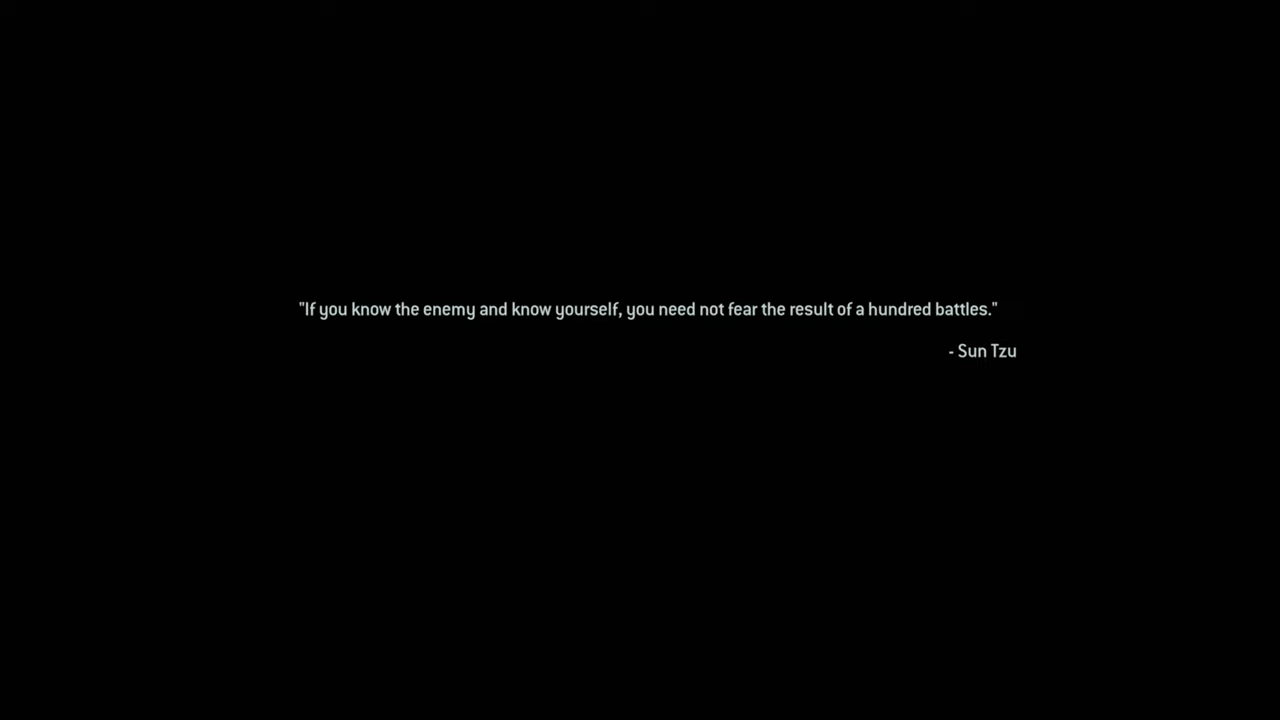 "If you know the enemy and know yourself, you need not fear the result of a hundred battles."
- Sun Tzu